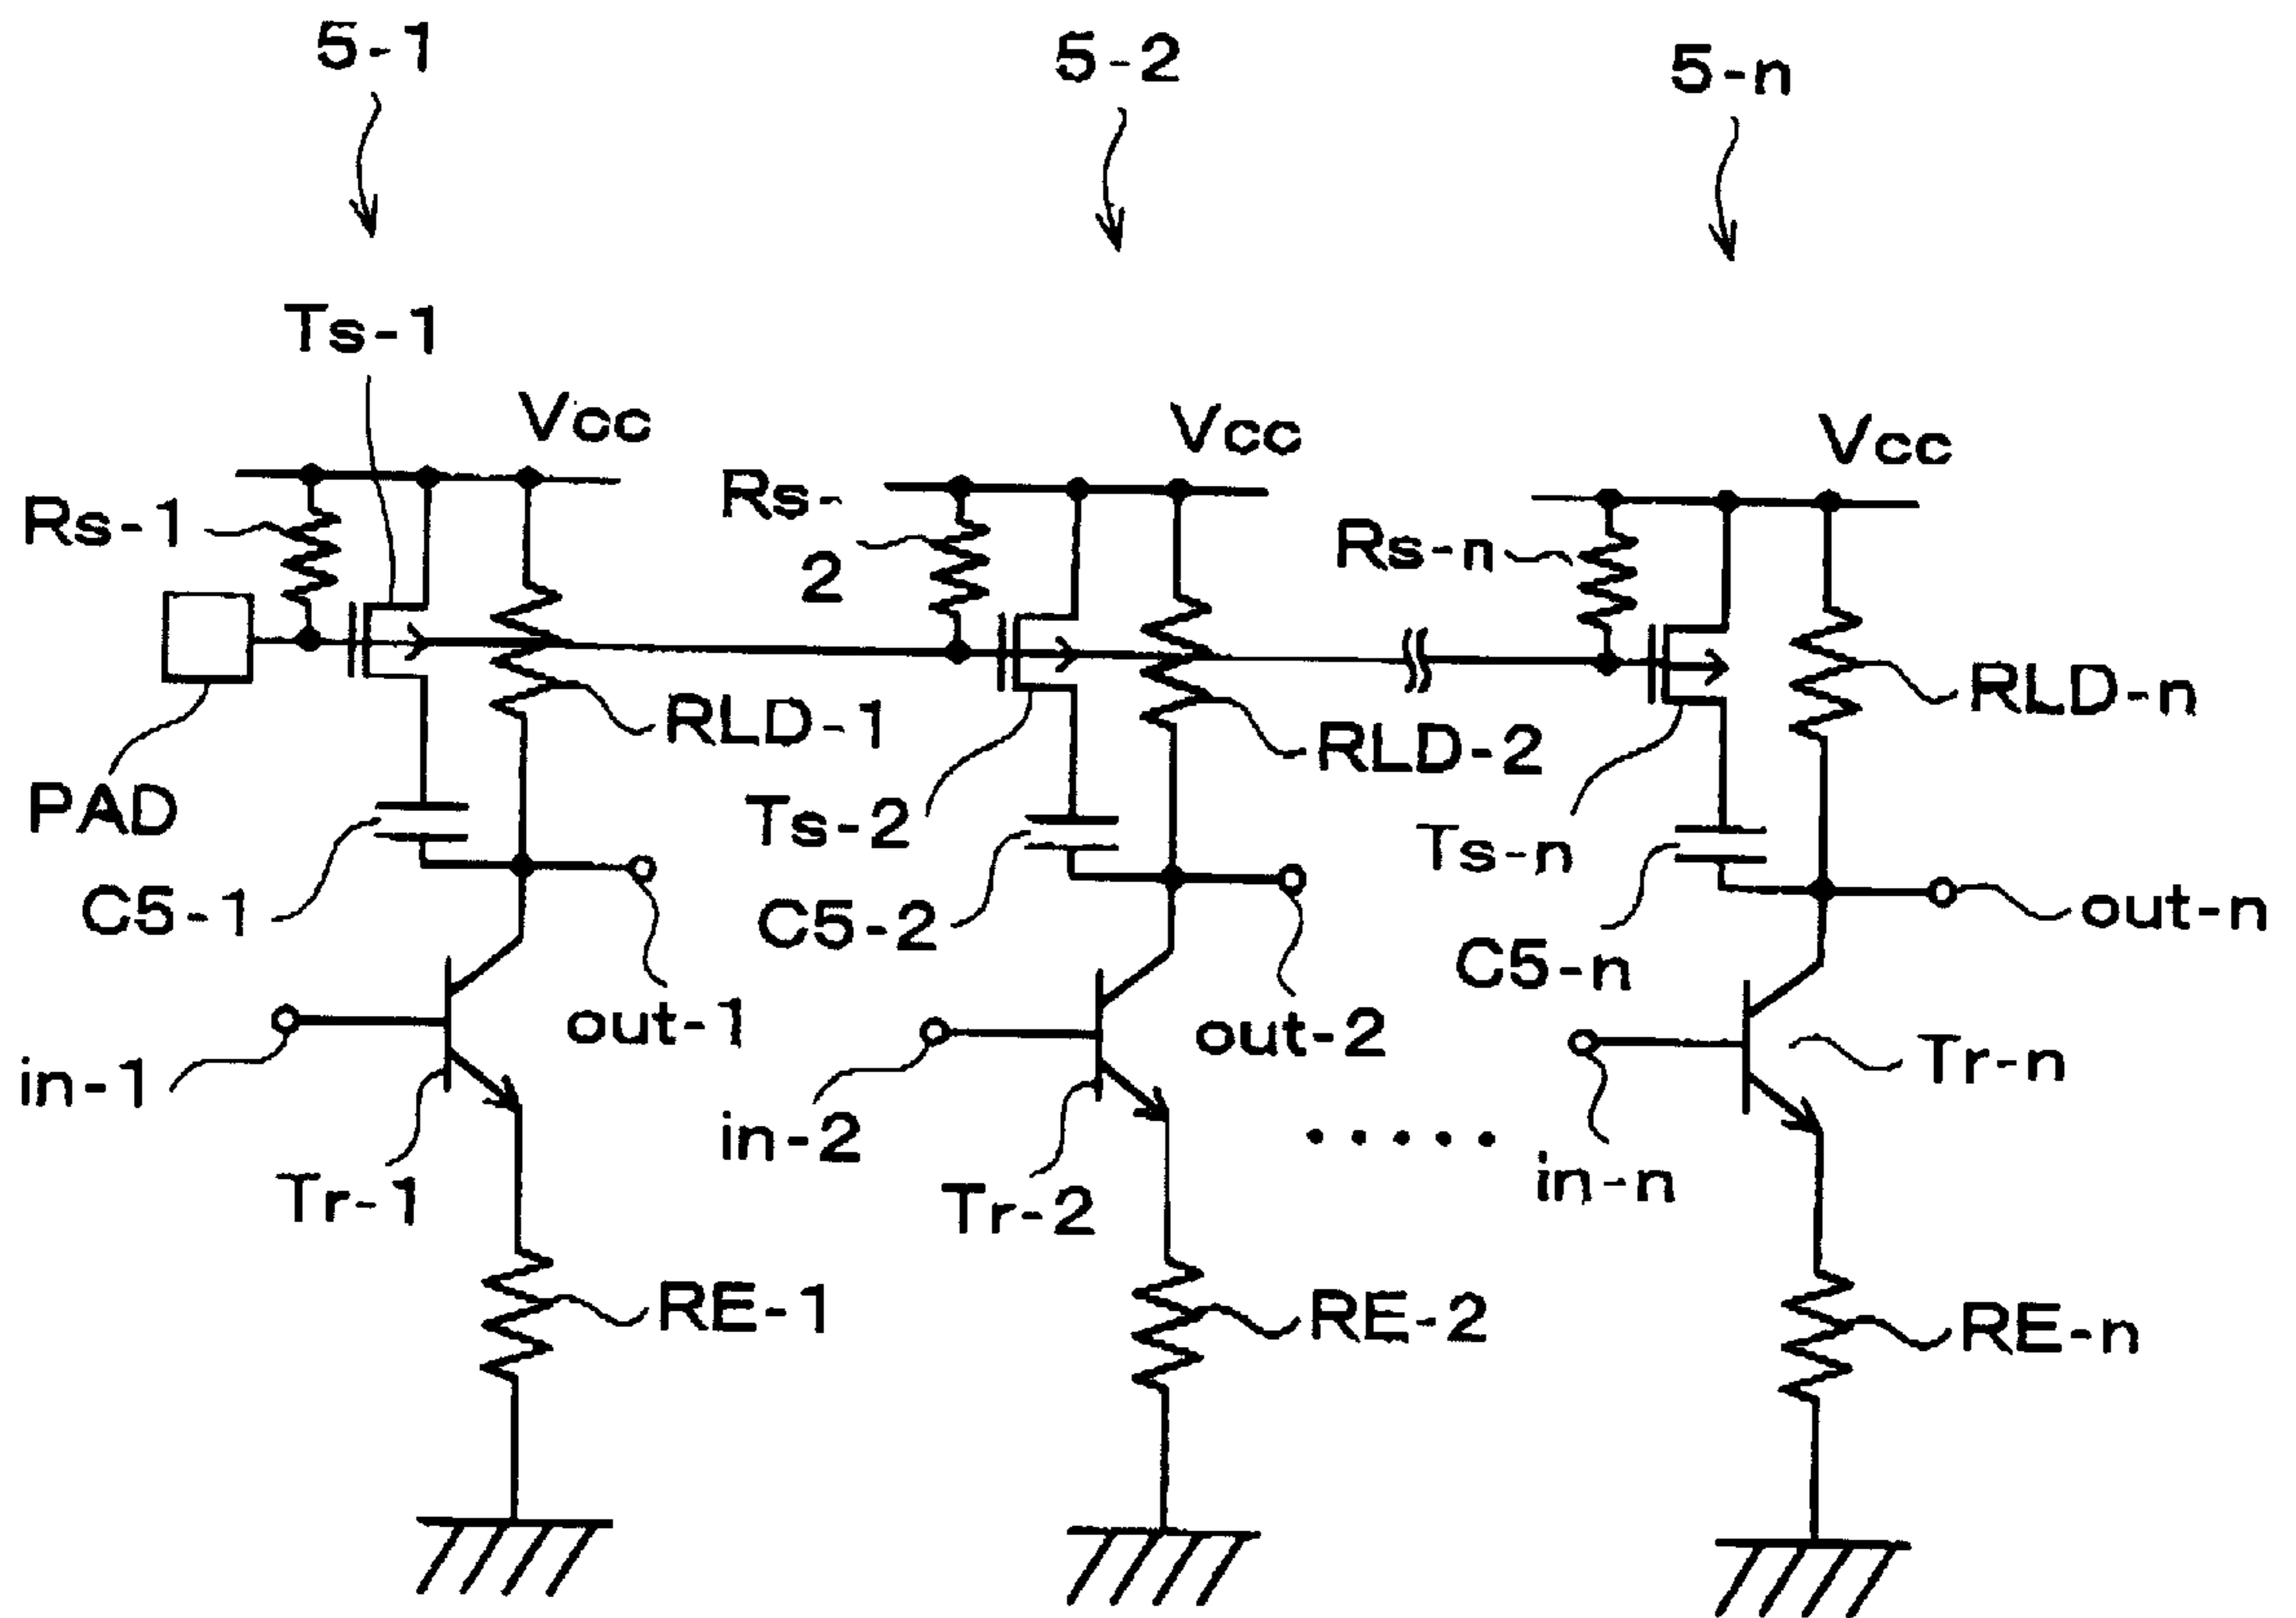 5-1
5-2
5-n
Ts-1
Vcc
Vcc
Vcc
Rs-1
Rs-
2
Rs-n
RLD-1
RLD-2
RLD-n
PAD
Ts-2
Ts-n
C5-1
C5-2
C5-n
out-n
out-1
out-2
in-1
in-2
in-n
Tr-n
Tr-1
Tr-2
RE-1
RE-2
RE-n